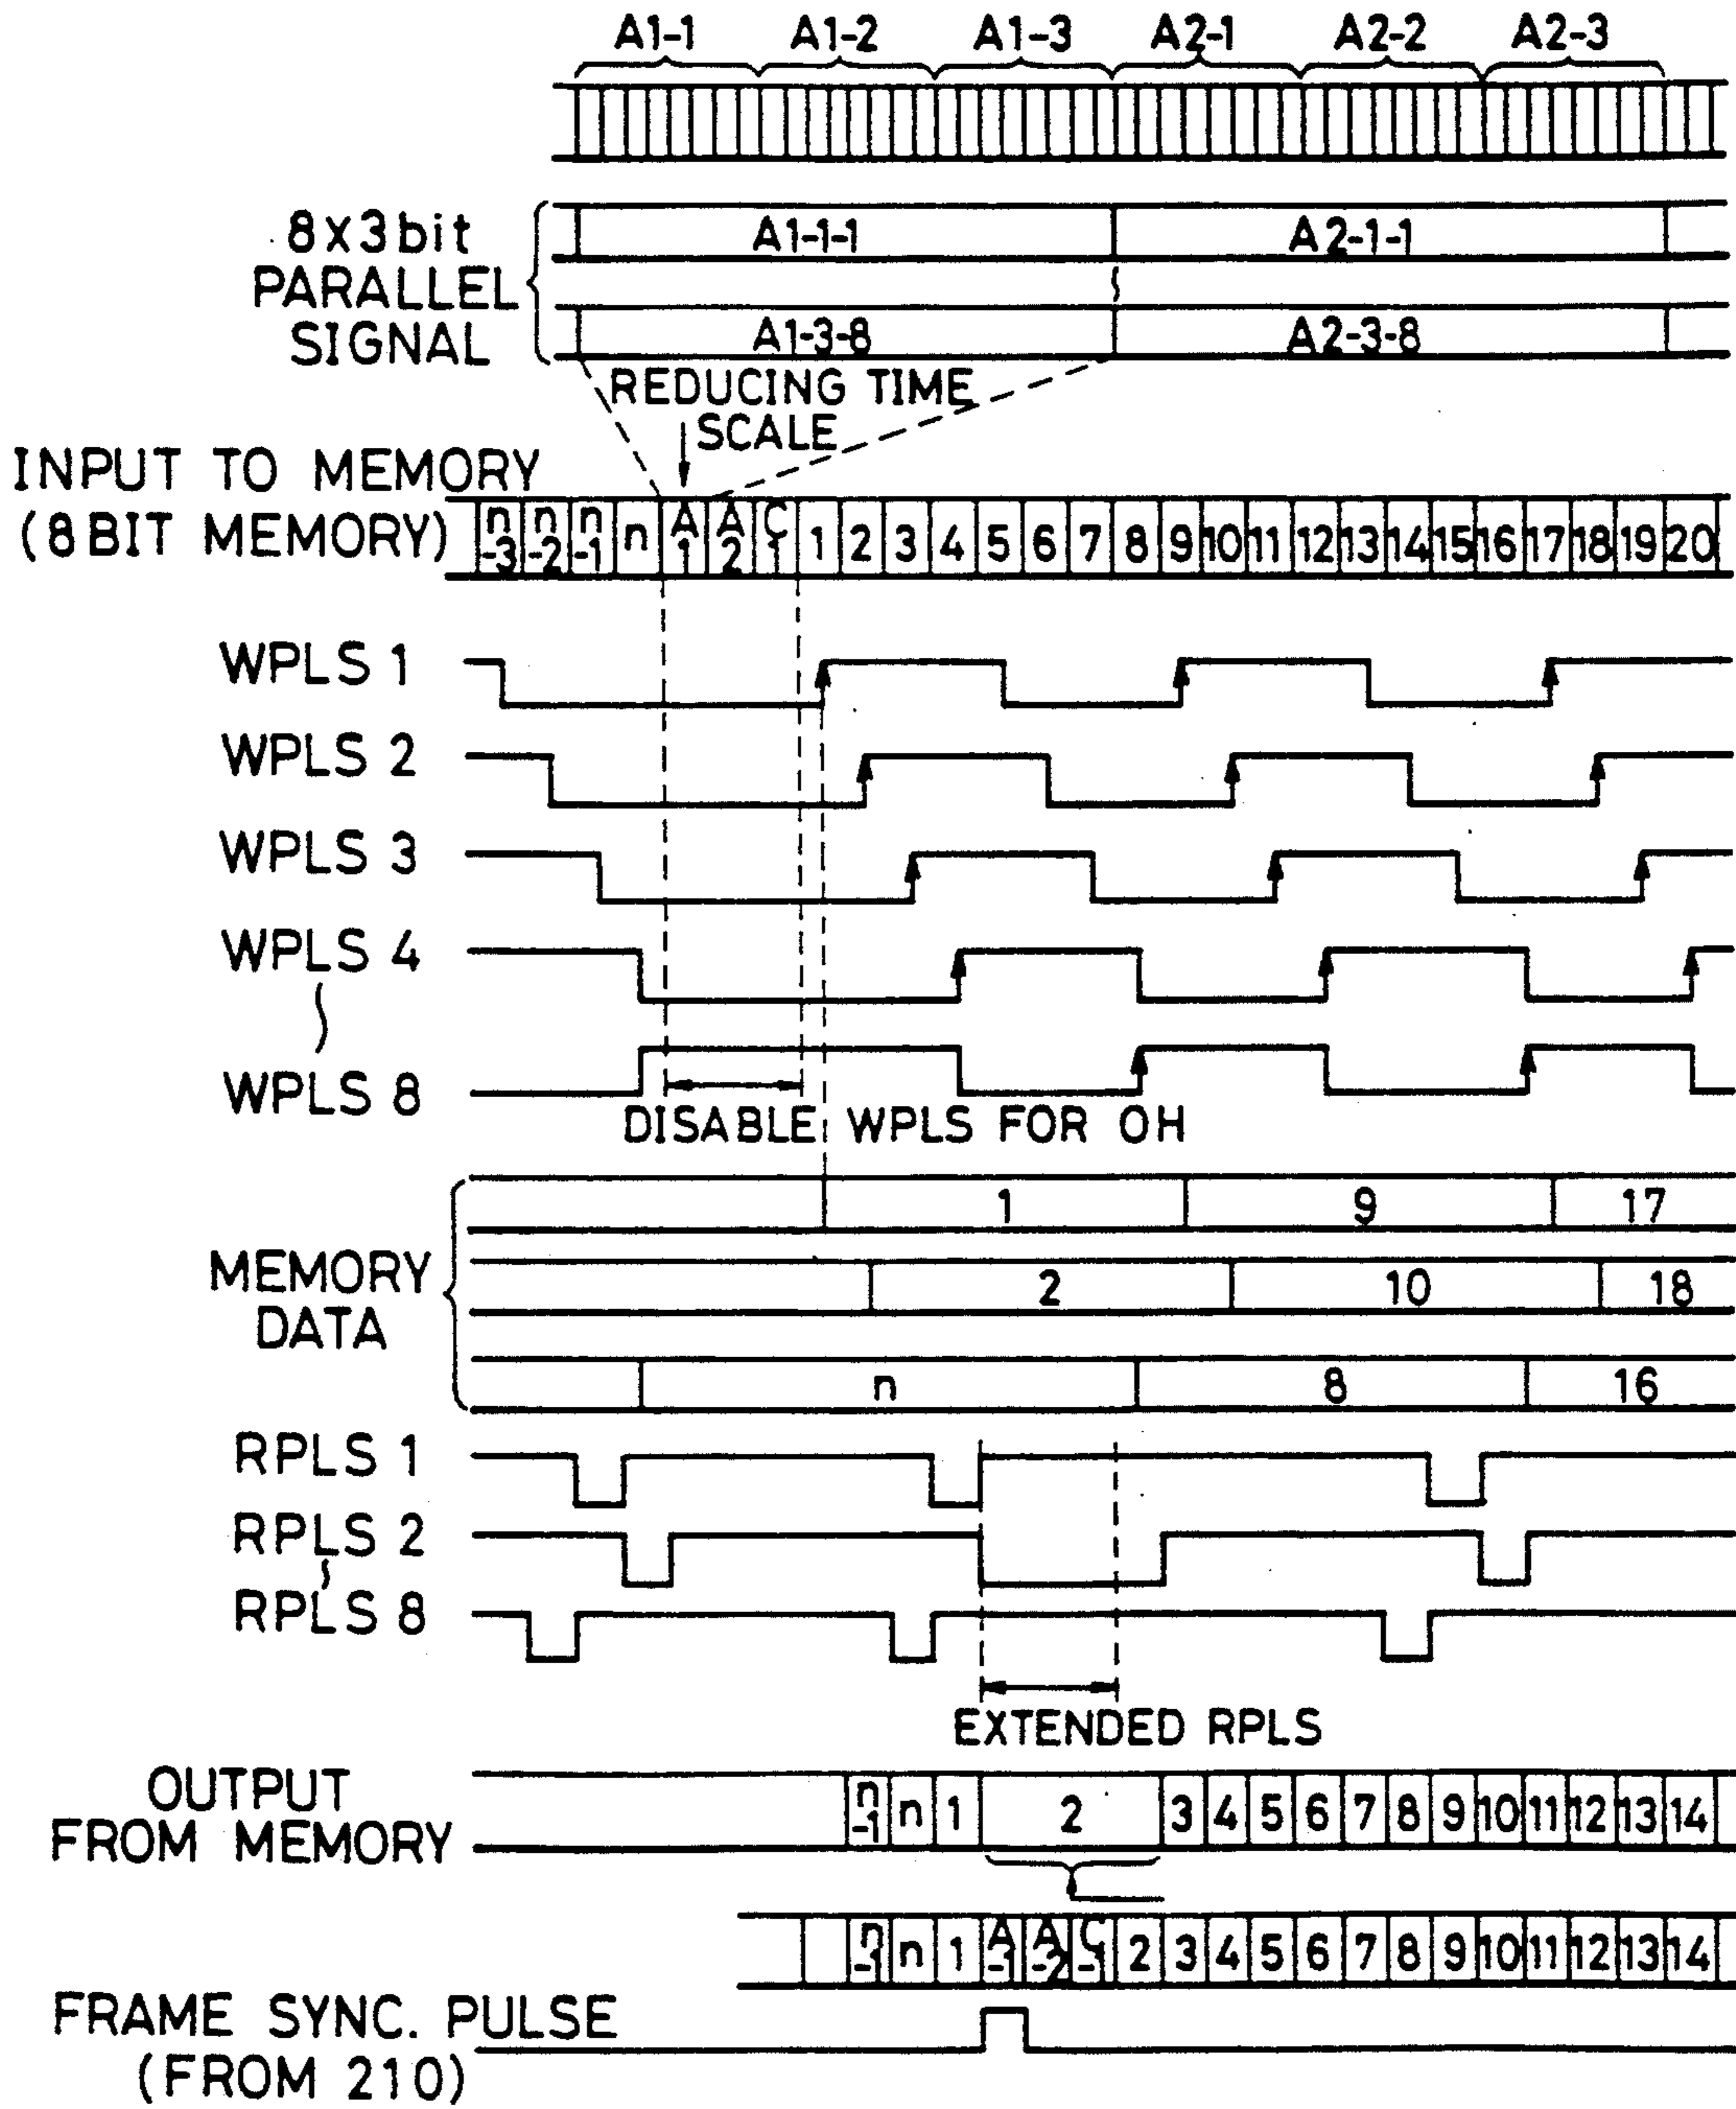 A1-1 A1-2 A1-3 A2-1 A2-2 A2-3
8x3bit
PARALLEL
SIGNAL
A1-1-1 A2-1-1
A1-3-8 A2-3-8
REDUCING TIME
SCALE
INPUT TO MEMORY
(8BIT MEMORY)
n-3 n-2 n-1 n A1 A2 C1 1 2 3 4 5 6 7 8 9 10 11 12 13 14 15 16 17 18 19 20
WPLS 1
WPLS 2
WPLS 3
WPLS 4
WPLS 8
DISABLE WPLS FOR OH
MEMORY
DATA
1 9 17
2 10 18
n 8 16
RPLS 1
RPLS 2
RPLS 8
EXTENDED RPLS
OUTPUT
FROM MEMORY
n-1 n 1 2 3 4 5 6 7 8 9 10 11 12 13 14
n-1 n 1 A-1 A-2 C-1 2 3 4 5 6 7 8 9 10 11 12 13 14
FRAME SYNC. PULSE
(FROM 210)